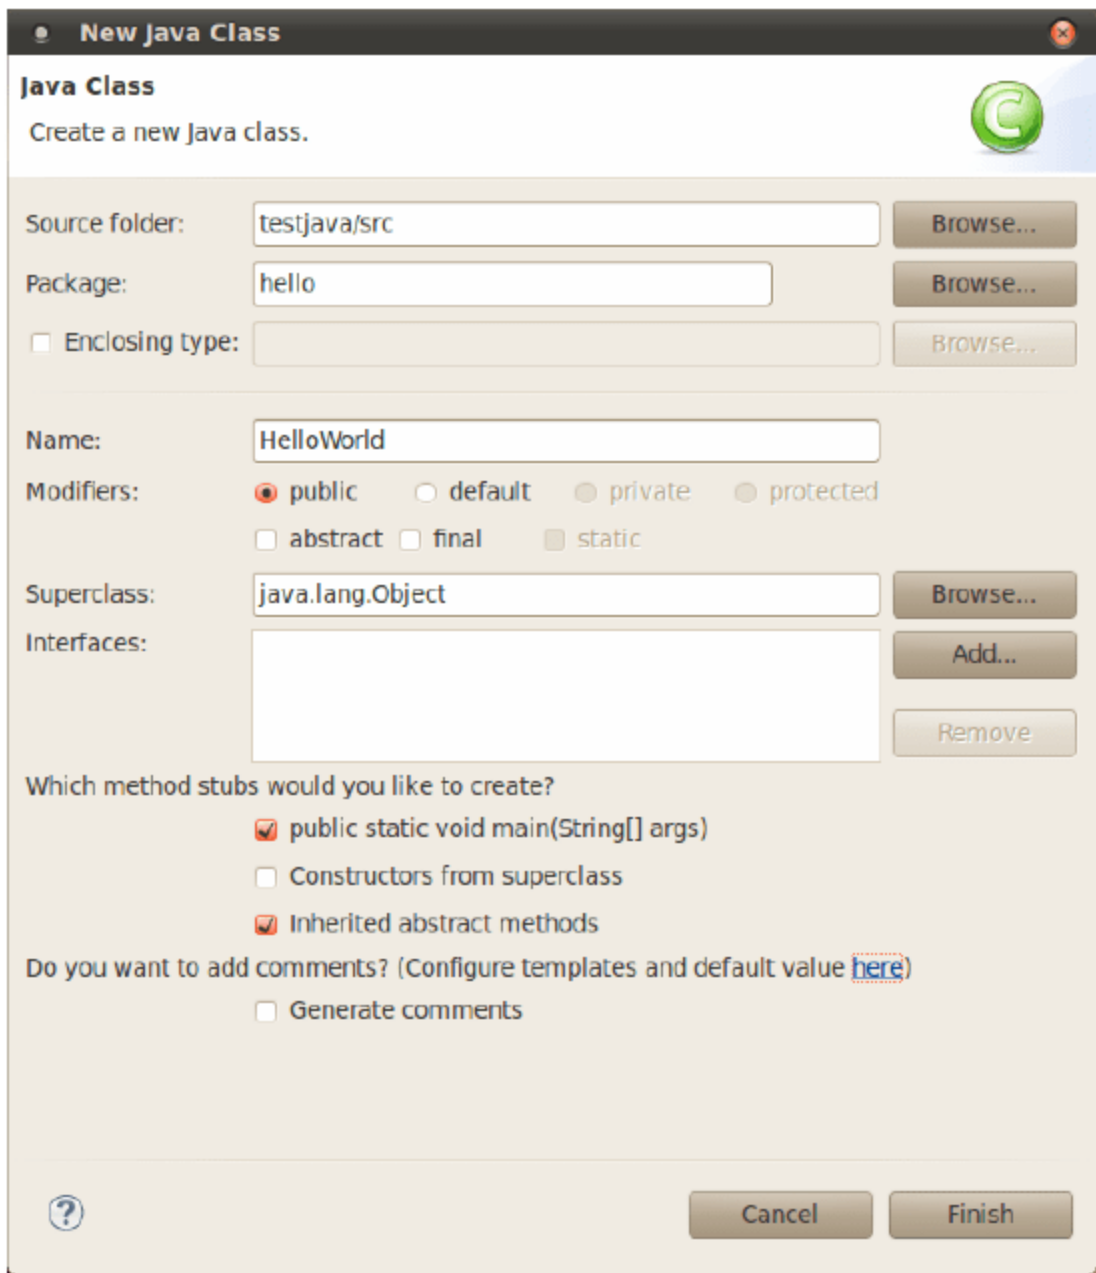 New Java Class
Java Class
Create a new Java class.
C
Source folder: testjava/src Browse...
Package: hello Browse...
Enclosing type: Browse...
Name: HelloWorld
Modifiers: public default private protected
abstract final static
Superclass: java.lang.Object Browse...
Interfaces: Add...
Remove
Which method stubs would you like to create?
public static void main(String[] args)
Constructors from superclass
Inherited abstract methods
Do you want to add comments? (Configure templates and default value here)
Generate comments
? Cancel Finish